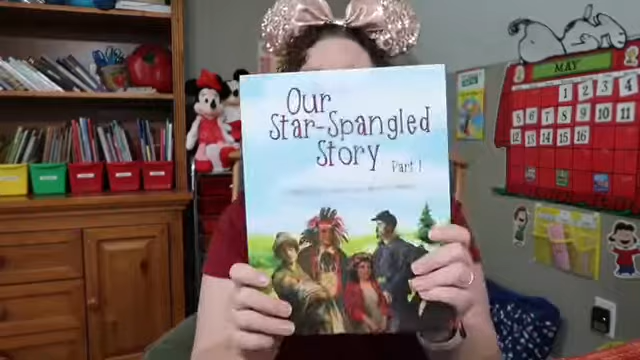 Our
Star-Spangled
Story
Part 1
MAY
1 2 3 4
5 6 7 8 9 10 11
12 13 14 15 16